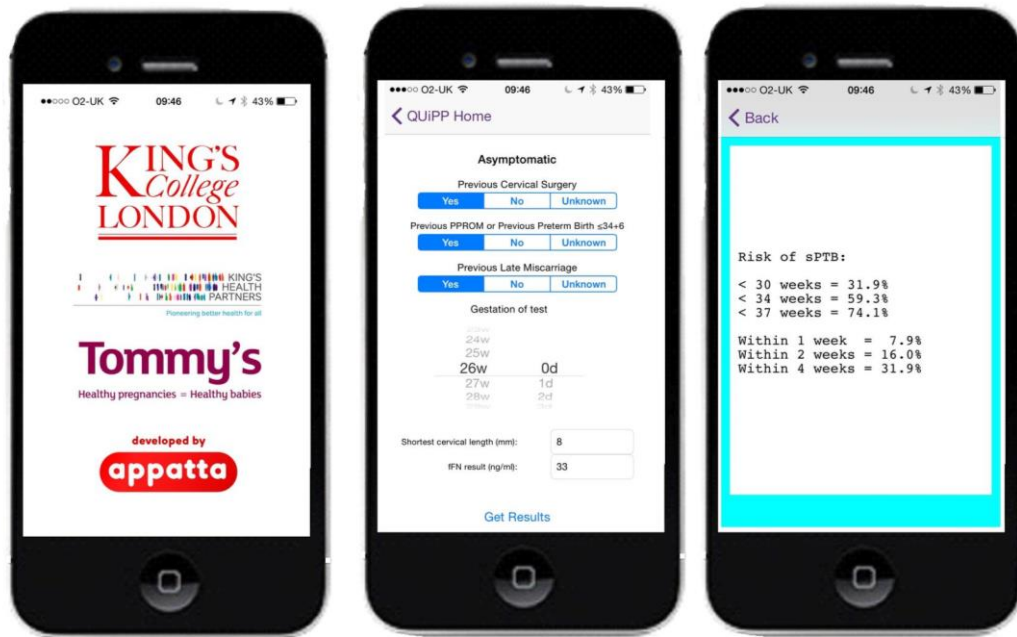 ●●○○○ O2-UK 09:46 43%
KING'S
College
LONDON
KING'S
HEALTH
PARTNERS
Pioneering better health for all
Tommy's
Healthy pregnancies = Healthy babies
developed by
appatta
●●●○○ O2-UK 09:46 43%
QUiPP Home
Asymptomatic
Previous Cervical Surgery
Yes No Unknown
Previous PPROM or Previous Preterm Birth ≤34+6
Yes No Unknown
Previous Late Miscarriage
Yes No Unknown
Gestation of test
24w
25w
26w 0d
27w 1d
28w 2d
Shortest cervical length (mm): 8
fFN result (ng/ml): 33
Get Results
●●●○○ O2-UK 09:46 43%
Back
Risk of sPTB:
< 30 weeks = 31.9%
< 34 weeks = 59.3%
< 37 weeks = 74.1%
Within 1 week = 7.9%
Within 2 weeks = 16.0%
Within 4 weeks = 31.9%